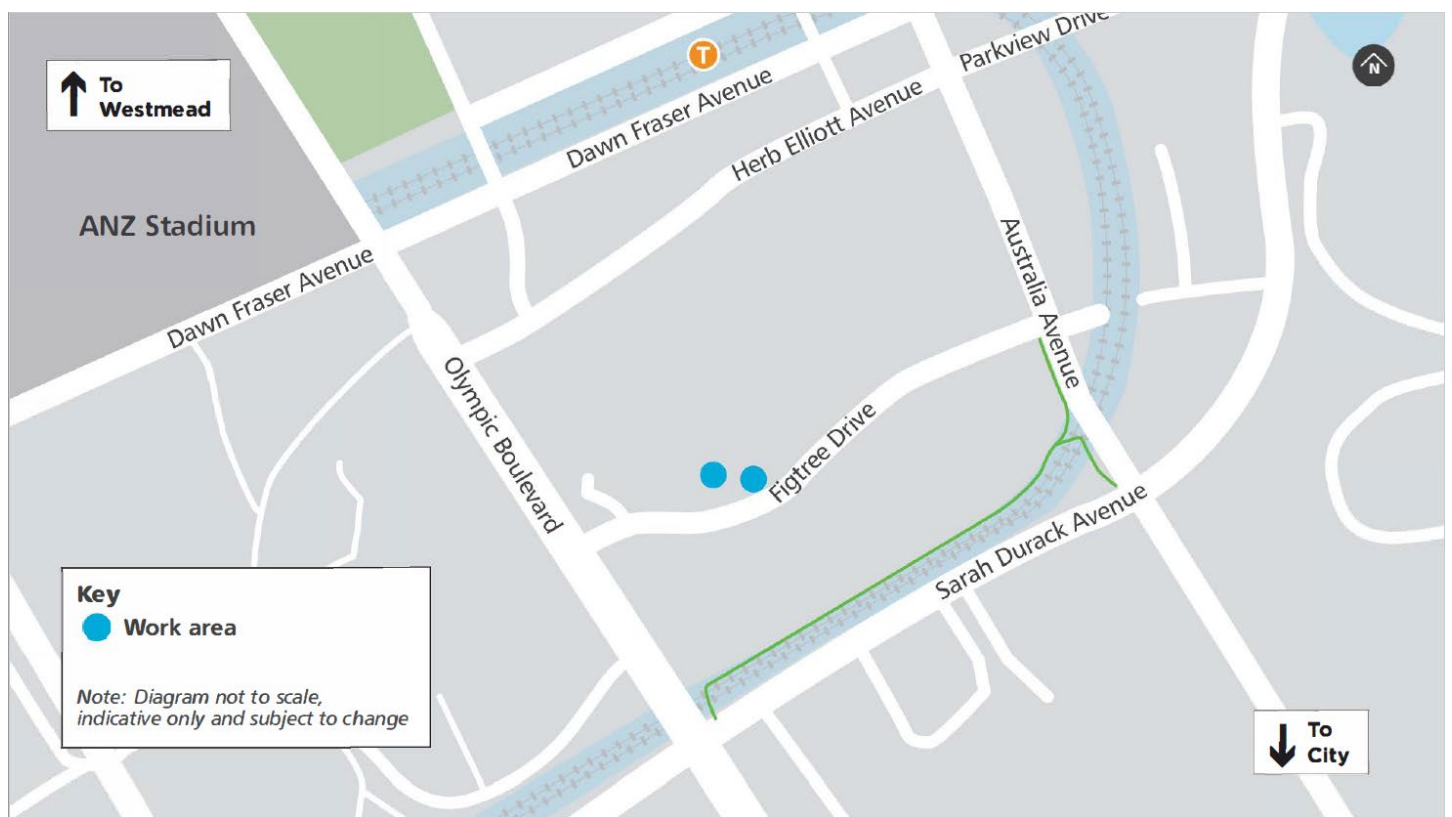 To
Westmead
T
Parkview Drive
N
Dawn Fraser Avenue
Herb Elliott Avenue
ANZ Stadium
Dawn Fraser Avenue
Australia Avenue
Olympic Boulevard
Figtree Drive
Sarah Durack Avenue
Key
Work area
Note: Diagram not to scale,
indicative only and subject to change
To
City